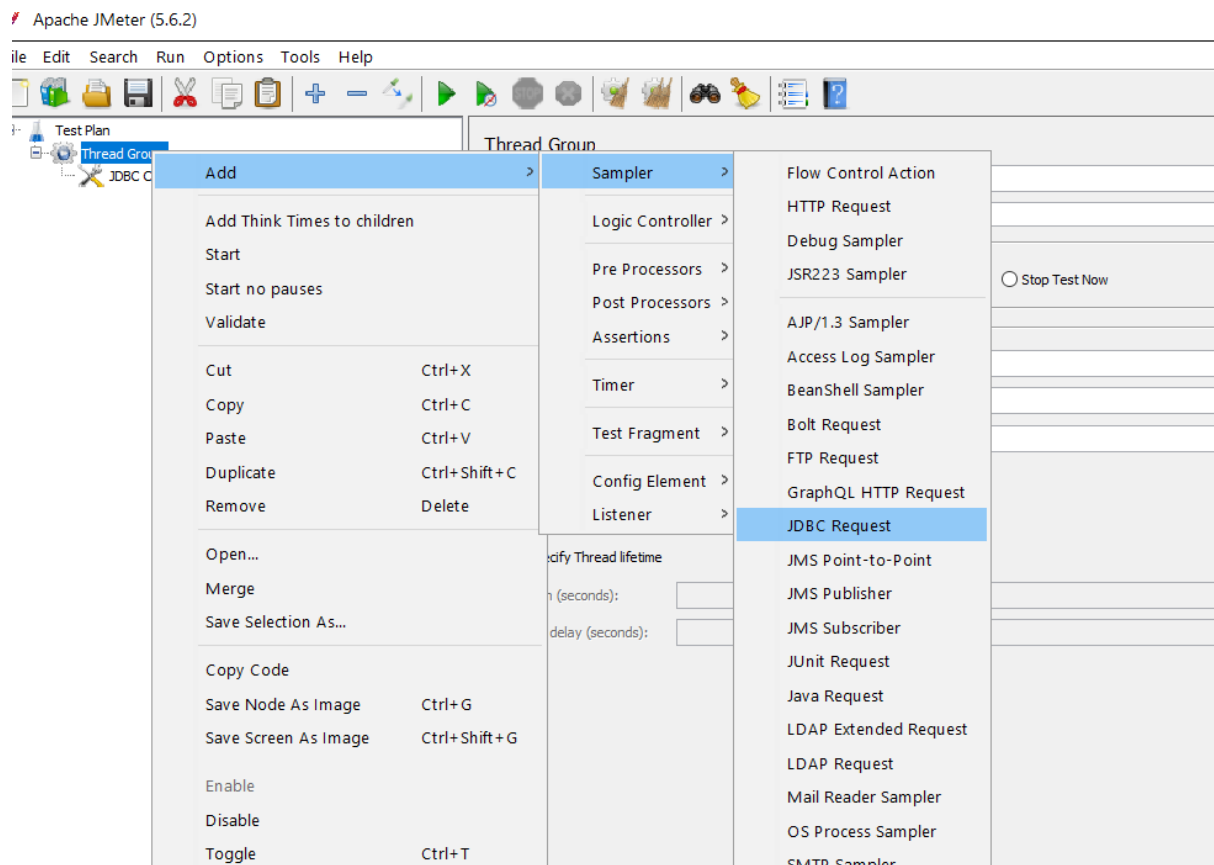 Apache JMeter (5.6.2)
ile Edit Search Run Options Tools Help
STOP
Test Plan
Thread Grou
JDBC C
Thread Group
Add
Add Think Times to children
Start
Start no pauses
Validate
Cut Ctrl+X
Copy Ctrl+C
Paste Ctrl+V
Duplicate Ctrl+Shift+C
Remove Delete
Open...
Merge
Save Selection As...
Copy Code
Save Node As Image Ctrl+G
Save Screen As Image Ctrl+Shift+G
Enable
Disable
Toggle Ctrl+T
Sampler
Logic Controller
Pre Processors
Post Processors
Assertions
Timer
Test Fragment
Config Element
Listener
Flow Control Action
HTTP Request
Debug Sampler
JSR223 Sampler
AJP/1.3 Sampler
Access Log Sampler
BeanShell Sampler
Bolt Request
FTP Request
GraphQL HTTP Request
JDBC Request
JMS Point-to-Point
JMS Publisher
JMS Subscriber
JUnit Request
Java Request
LDAP Extended Request
LDAP Request
Mail Reader Sampler
OS Process Sampler
SMTP Sampler
Stop Test Now
ecify Thread lifetime
n (seconds):
delay (seconds):